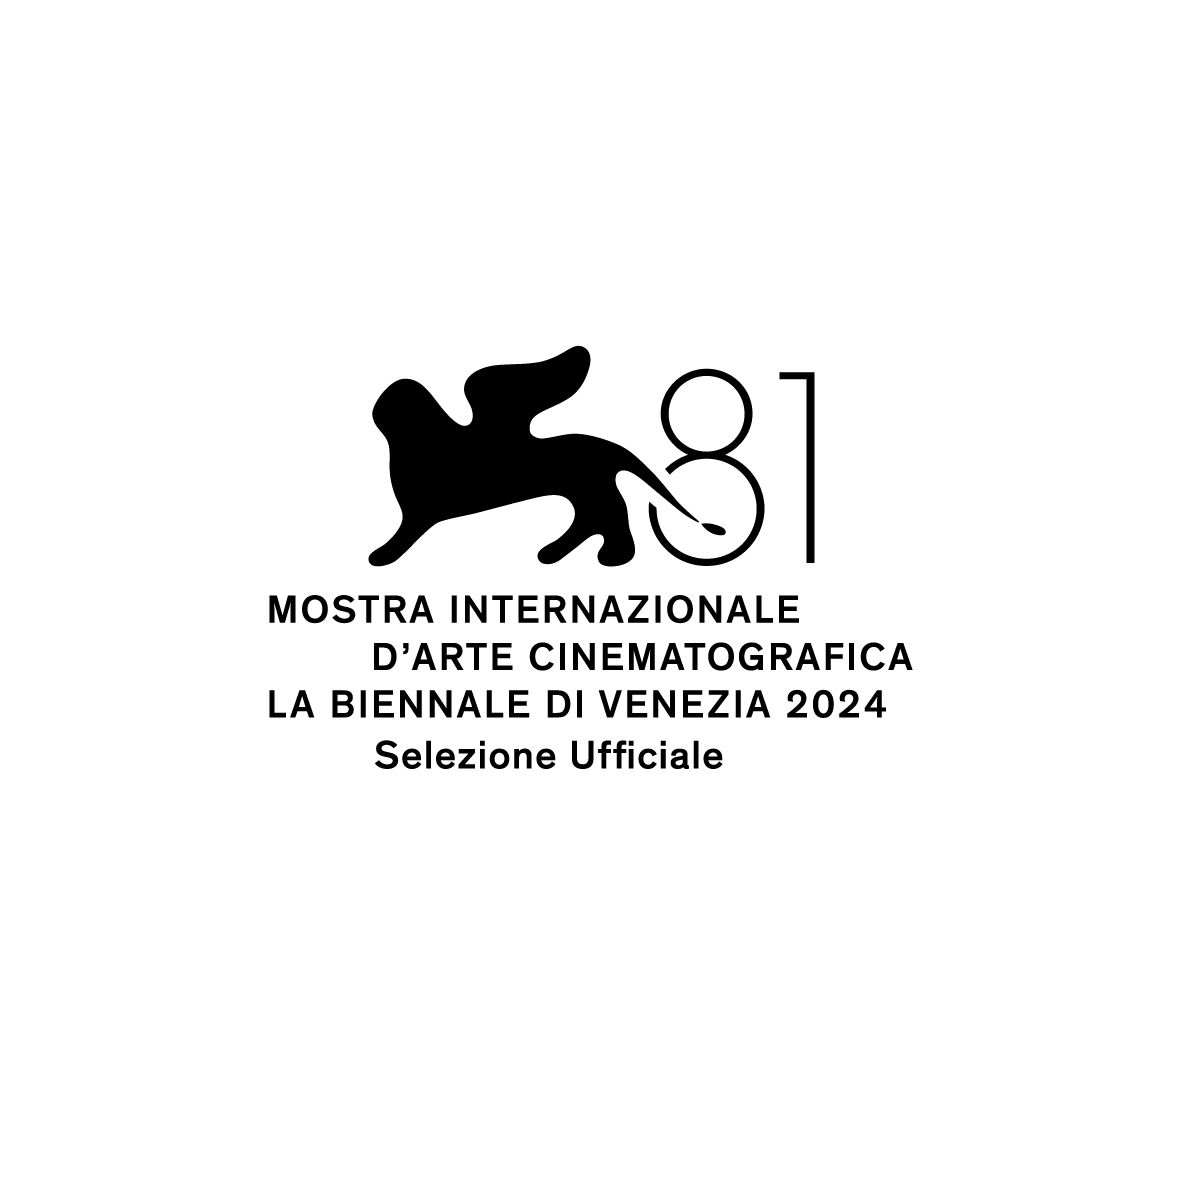 81
MOSTRA INTERNAZIONALE
D’ARTE CINEMATOGRAFICA
LA BIENNALE DI VENEZIA 2024
Selezione Ufficiale